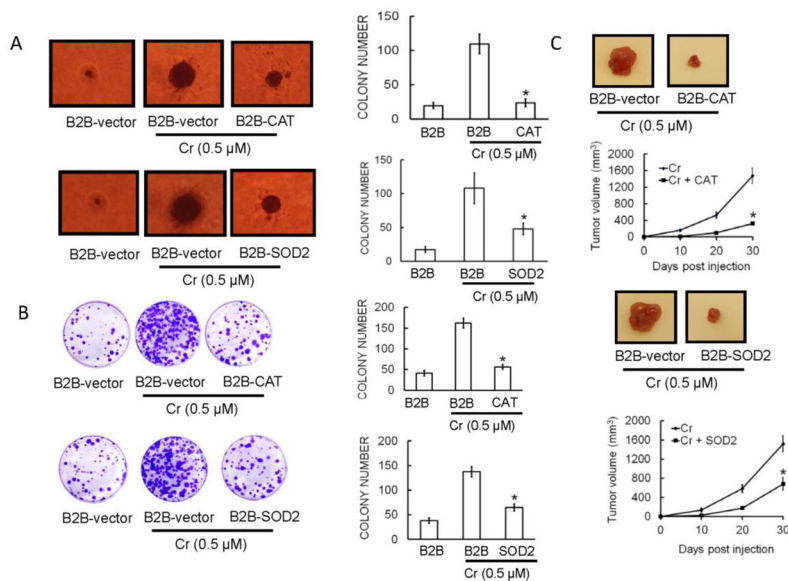 A
B2B-vector B2B-vector B2B-CAT
Cr (0.5 μM)
B2B-vector B2B-vector B2B-SOD2
Cr (0.5 μM)
COLONY NUMBER
150
100
50
0
B2B B2B CAT
*
Cr (0.5 μM)
COLONY NUMBER
150
100
50
0
B2B B2B SOD2
*
Cr (0.5 μM)
B
B2B-vector B2B-vector B2B-CAT
Cr (0.5 μM)
B2B-vector B2B-vector B2B-SOD2
Cr (0.5 μM)
COLONY NUMBER
200
150
100
50
0
B2B B2B CAT
*
Cr (0.5 μM)
COLONY NUMBER
200
150
100
50
0
B2B B2B SOD2
*
Cr (0.5 μM)
C
B2B-vector B2B-CAT
Cr (0.5 μM)
Tumor volume (mm³)
2000
1600
1200
800
400
0
Cr
Cr + CAT
*
0 10 20 30
Days post injection
B2B-vector B2B-SOD2
Cr (0.5 μM)
Tumor volume (mm³)
2000
1600
1200
800
400
0
Cr
Cr + SOD2
*
0 10 20 30
Days post injection